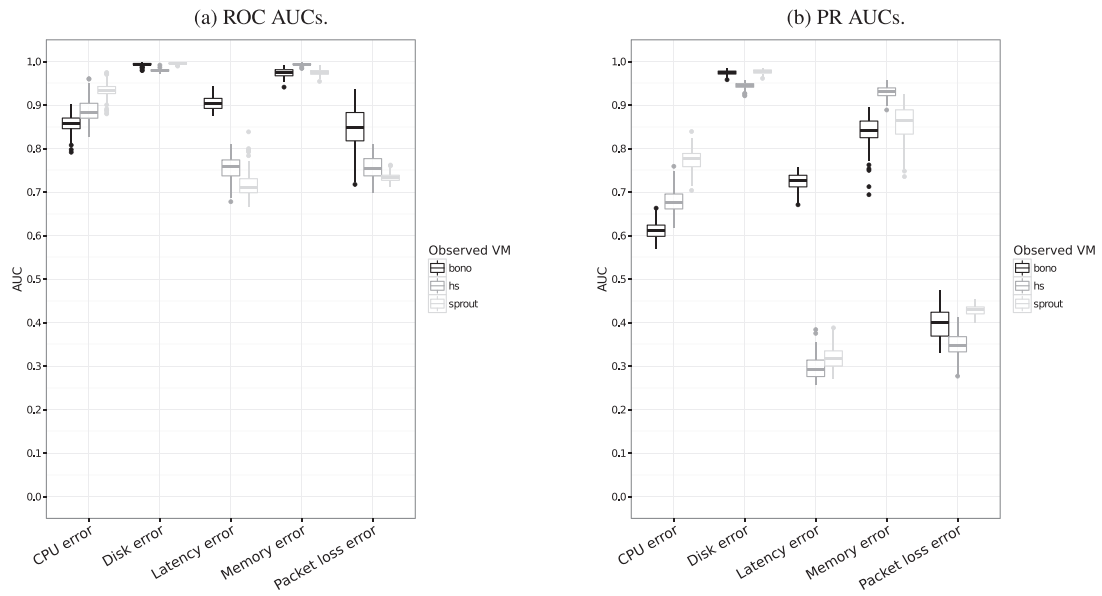 (a) ROC AUCs.
AUC
1.0
0.9
0.8
0.7
0.6
0.5
0.4
0.3
0.2
0.1
0.0
CPU error
Disk error
Latency error
Memory error
Packet loss error
Observed VM
bono
hs
sprout
(b) PR AUCs.
AUC
1.0
0.9
0.8
0.7
0.6
0.5
0.4
0.3
0.2
0.1
0.0
CPU error
Disk error
Latency error
Memory error
Packet loss error
Observed VM
bono
hs
sprout